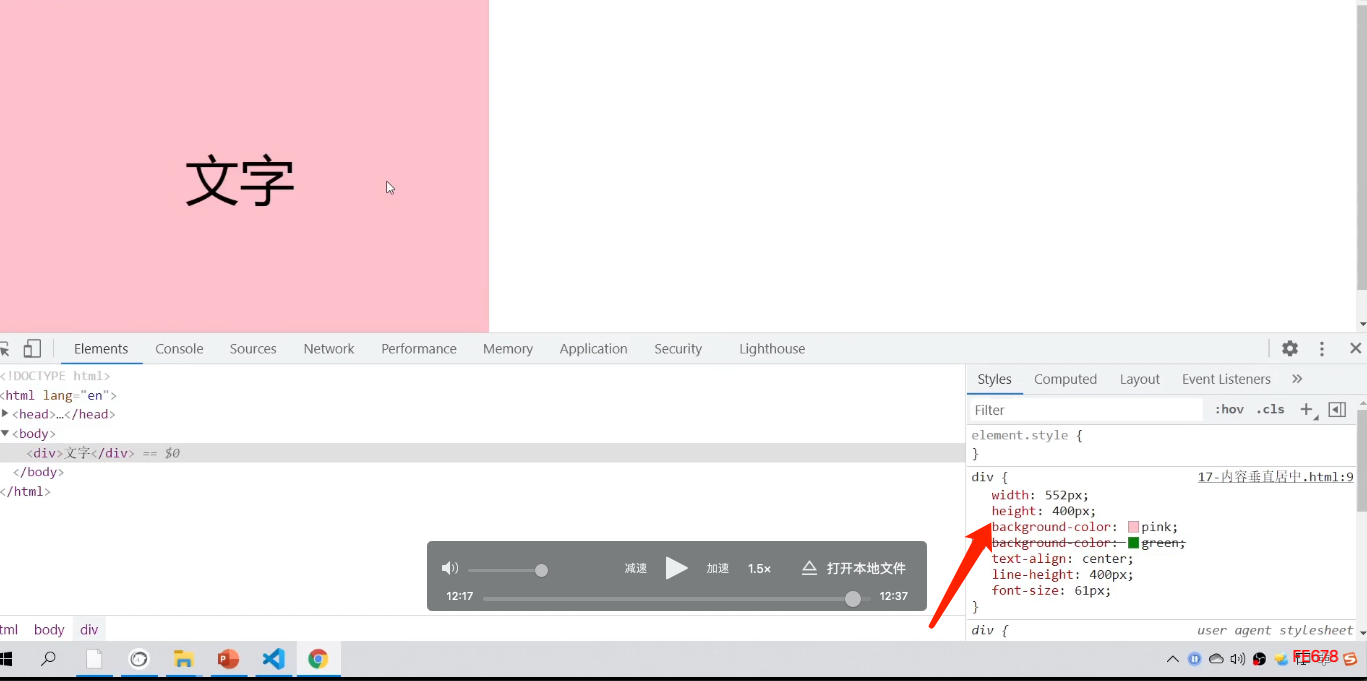 文字
Elements Console Sources Network Performance Memory Application Security Lighthouse
<!DOCTYPE html>
<html lang="en">
<head>…</head>
<body>
<div>文字</div> == $0
</body>
</html>
tml body div
Styles Computed Layout Event Listeners »
Filter :hov .cls +
element.style {
}
div { 17-内容垂直居中.html:9
width: 552px;
height: 400px;
background-color: pink;
background-color: green;
text-align: center;
line-height: 400px;
font-size: 61px;
}
div { user agent stylesheet
减速 加速 1.5× 打开本地文件
12:17 12:37